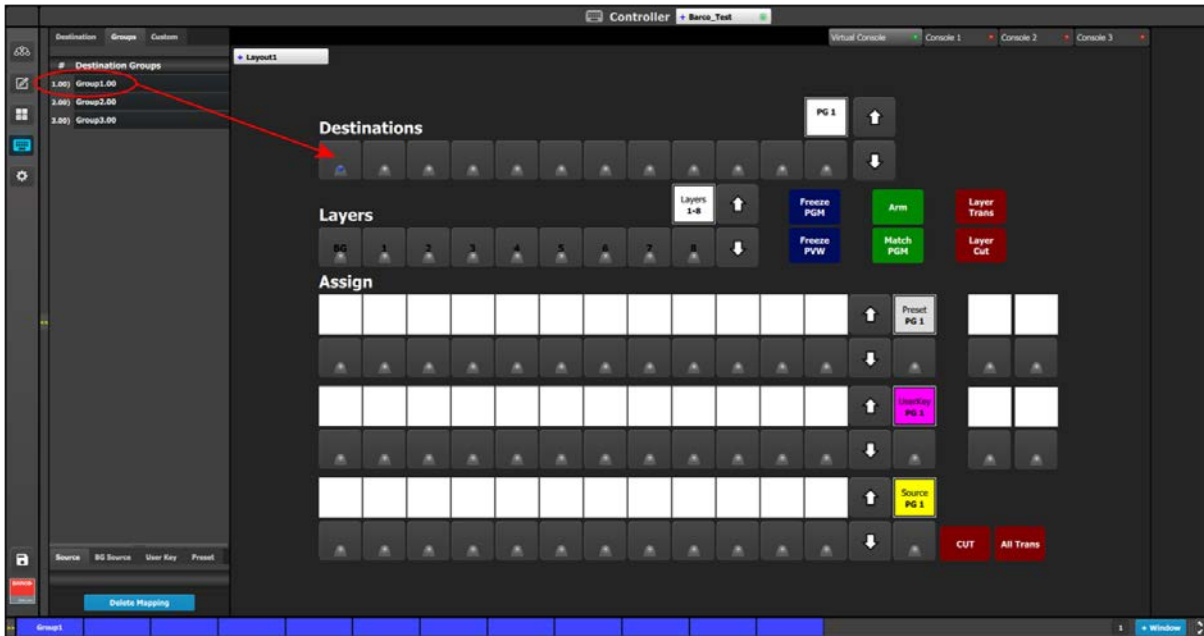 Controller + Barco_Test
Destination Groups Custom
Virtual Console Console 1 Console 2 Console 3
# Destination Groups
+ Layout1
1.00) Group1.00
2.00) Group2.00
3.00) Group3.00
PG 1
Destinations
Layers
1-8
Freeze
PGM
Arm
Layer
Trans
Layers
Freeze
PVW
Match
PGM
Layer
Cut
BG 1 2 3 4 5 6 7 8
Assign
Preset
PG 1
UserKey
PG 1
Source
PG 1
CUT All Trans
Source BG Source User Key Preset
BARCO
Delete Mapping
Group1 1 + Window